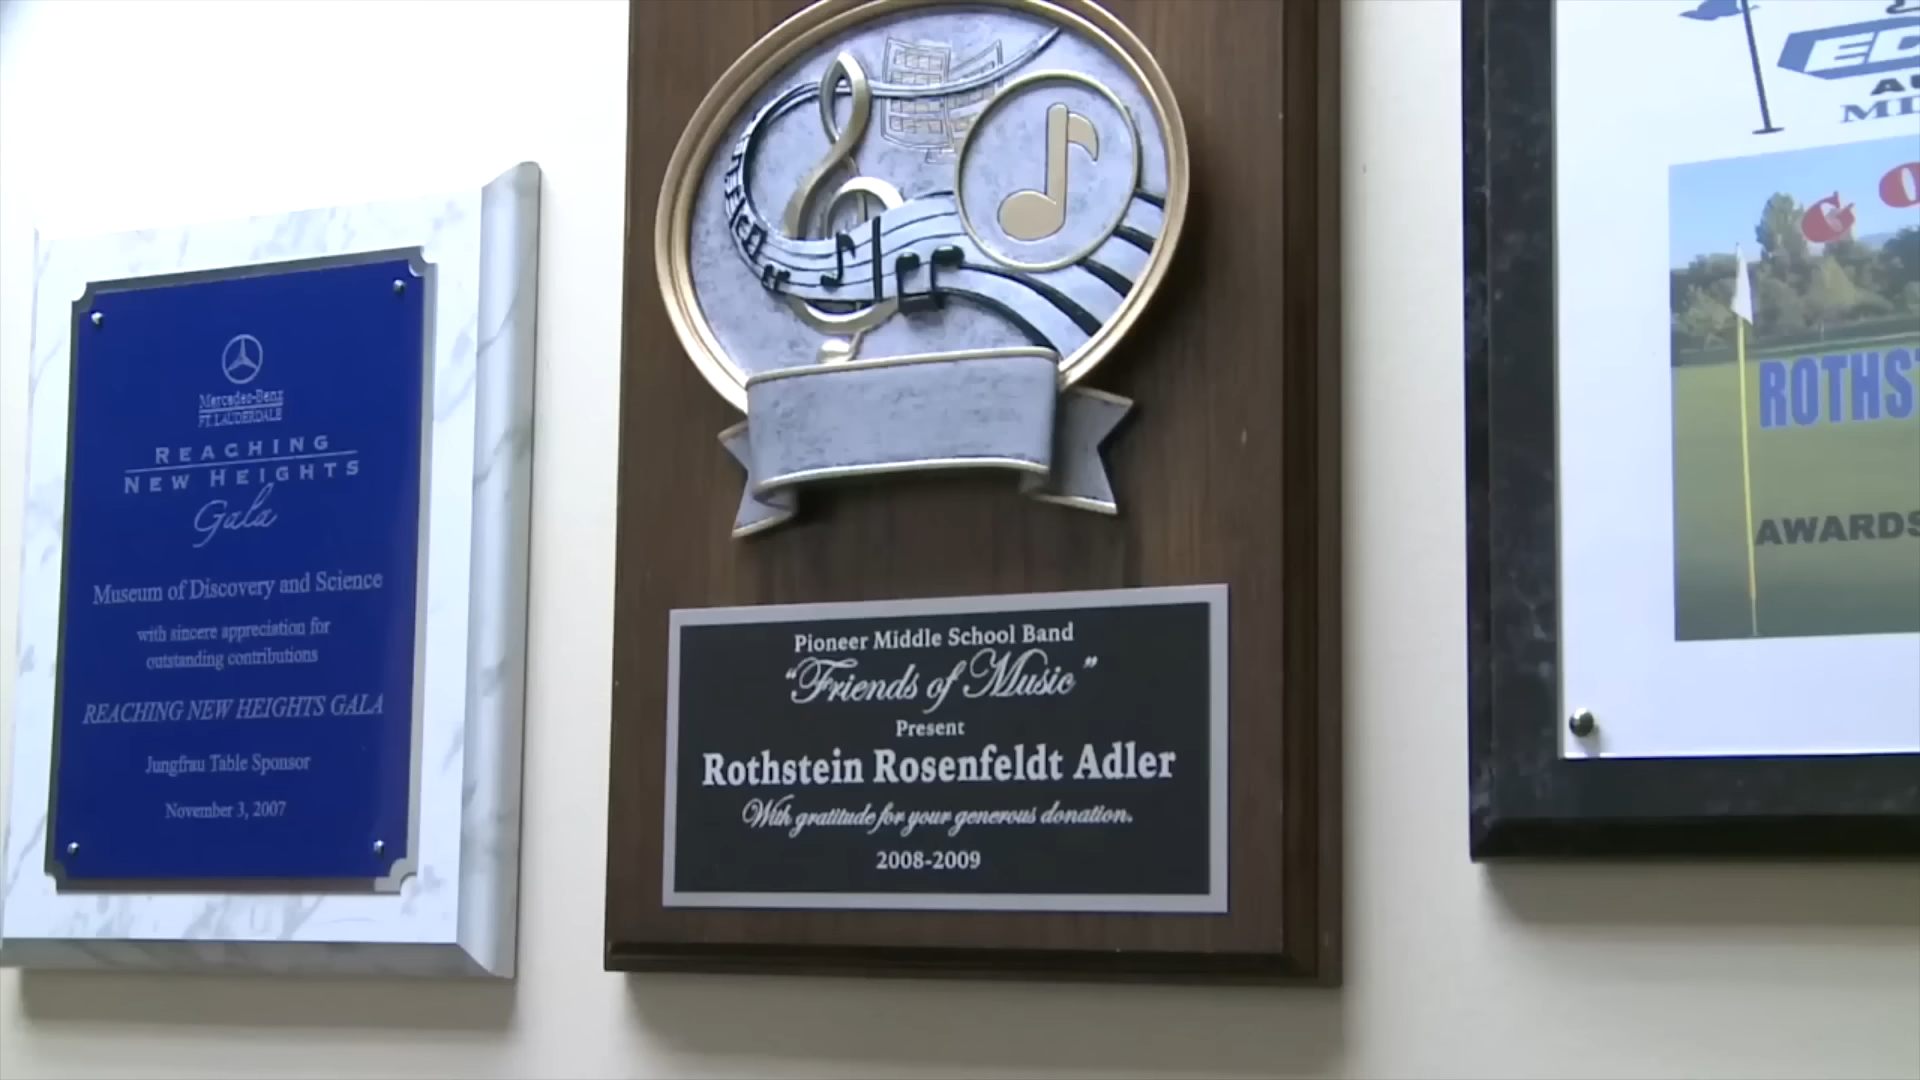 Mercedes-Benz
FT. LAUDERDALE
REACHING
NEW HEIGHTS
Gala
Museum of Discovery and Science
with sincere appreciation for
outstanding contributions
REACHING NEW HEIGHTS GALA
Jungfrau Table Sponsor
November 3, 2007
Pioneer Middle School Band
"Friends of Music"
Present
Rothstein Rosenfeldt Adler
With gratitude for your generous donation.
2008-2009
ROTHS
AWARDS